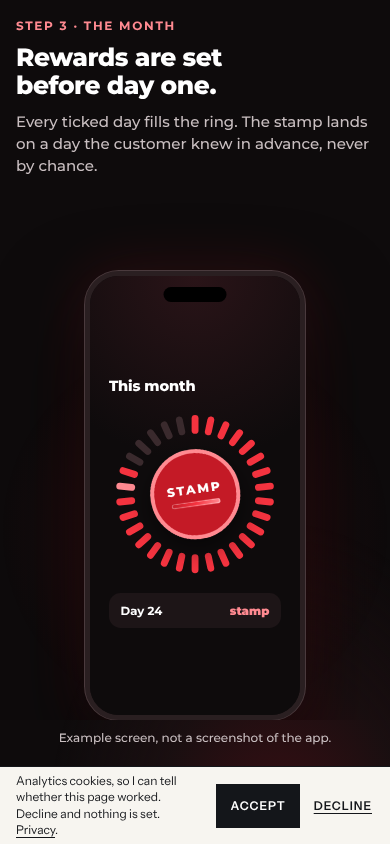 STEP 3 · THE MONTH
Rewards are set
before day one.
Every ticked day fills the ring. The stamp lands
on a day the customer knew in advance, never
by chance.
This month
STAMP
Day 24 stamp
Example screen, not a screenshot of the app.
Analytics cookies, so I can tell
whether this page worked.
Decline and nothing is set.
Privacy.
ACCEPT DECLINE